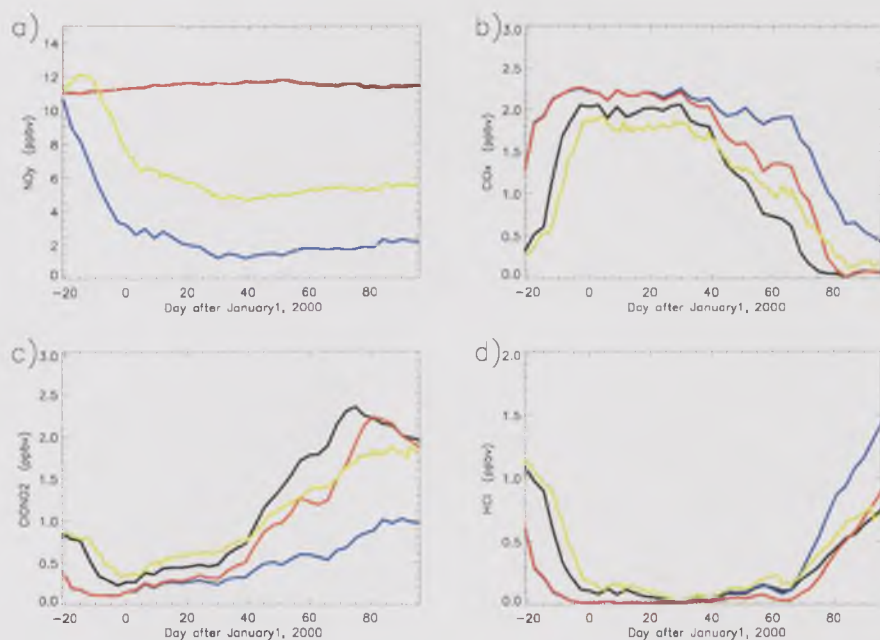 a)
14
12
10
8
6
4
2
0
NOy (ppbv)
-20 0 20 40 60 80
Day after January1, 2000
b)
3.0
2.5
2.0
1.5
1.0
0.5
0.0
ClOx (ppbv)
-20 0 20 40 60 80
Day after January1, 2000
c)
3.0
2.5
2.0
1.5
1.0
0.5
0.0
ClONO2 (ppbv)
-20 0 20 40 60 80
Day after January1, 2000
d)
2.0
1.5
1.0
0.5
0.0
HCl (ppbv)
-20 0 20 40 60 80
Day after January1, 2000